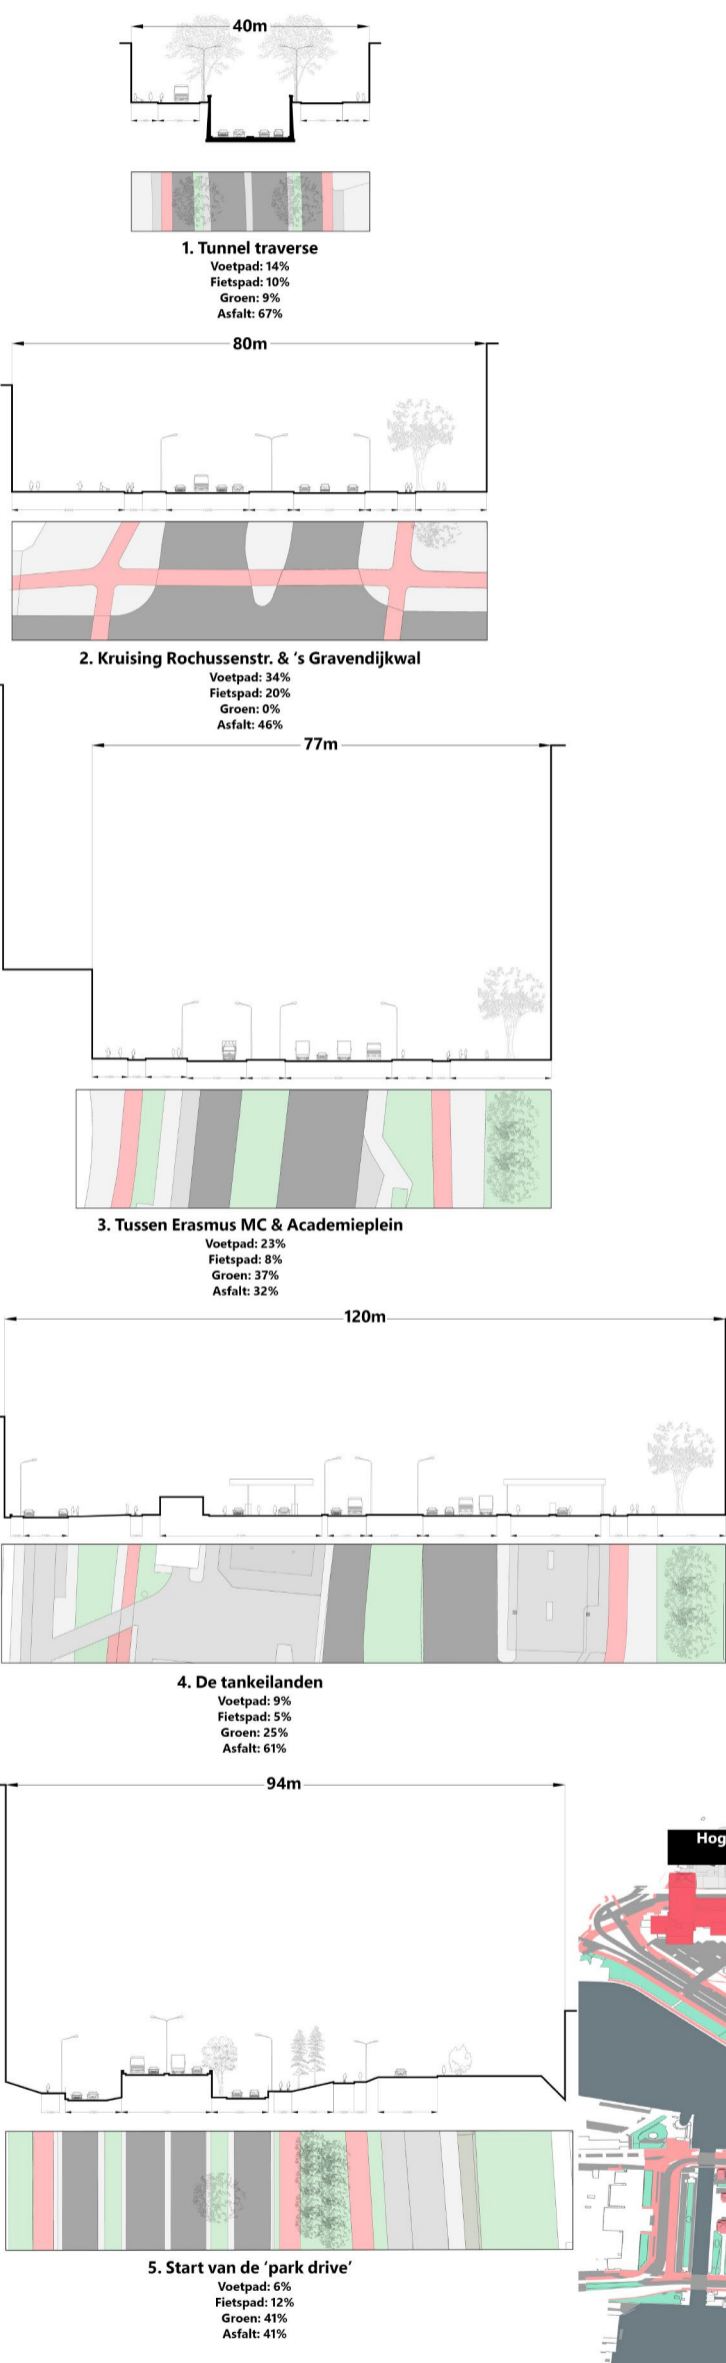 40m
1. Tunnel traverse
Voetpad: 14%
Fietspad: 10%
Groen: 9%
Asfalt: 67%
80m
2. Kruising Rochussenstr. & ‘s Gravendijkwal
Voetpad: 34%
Fietspad: 20%
Groen: 0%
Asfalt: 46%
77m
3. Tussen Erasmus MC & Academieplein
Voetpad: 23%
Fietspad: 8%
Groen: 37%
Asfalt: 32%
120m
4. De tankeilanden
Voetpad: 9%
Fietspad: 5%
Groen: 25%
Asfalt: 61%
94m
Hog
5. Start van de ‘park drive’
Voetpad: 6%
Fietspad: 12%
Groen: 41%
Asfalt: 41%